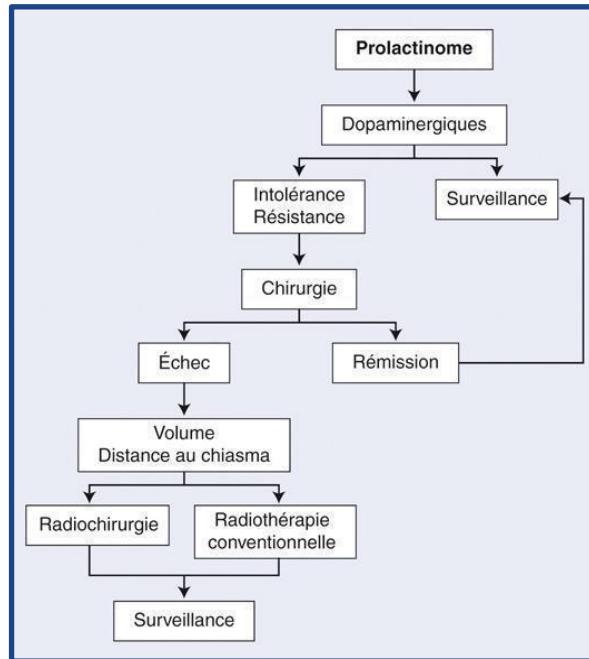 Prolactinome
Dopaminergiques
Intolérance
Résistance
Surveillance
Chirurgie
Échec
Rémission
Volume
Distance au chiasma
Radiochirurgie
Radiothérapie
conventionnelle
Surveillance